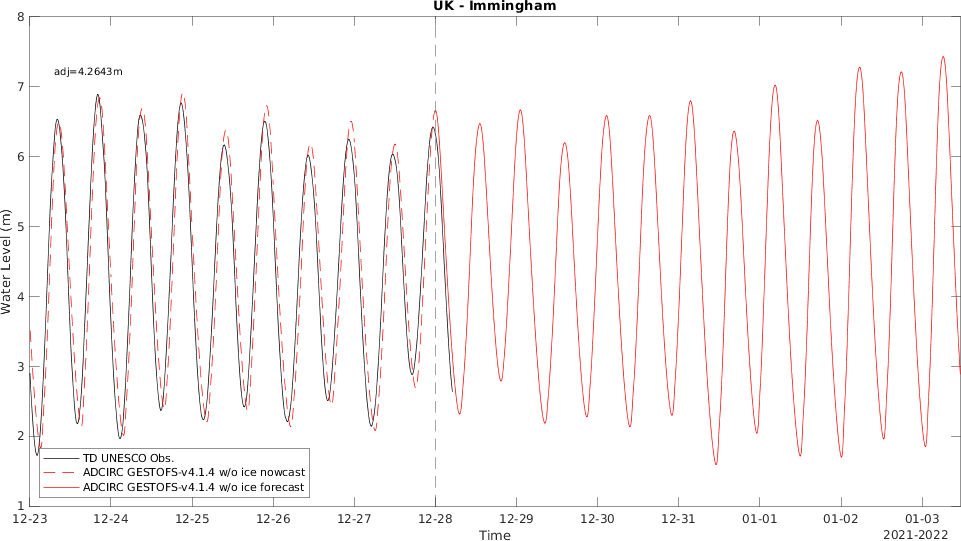 UK - Immingham
adj=4.2643m
Water Level (m)
8
7
6
5
4
3
2
1
TD UNESCO Obs.
ADCIRC GESTOFS-v4.1.4 w/o ice nowcast
ADCIRC GESTOFS-v4.1.4 w/o ice forecast
12-23 12-24 12-25 12-26 12-27 12-28 12-29 12-30 12-31 01-01 01-02 01-03
Time
2021-2022